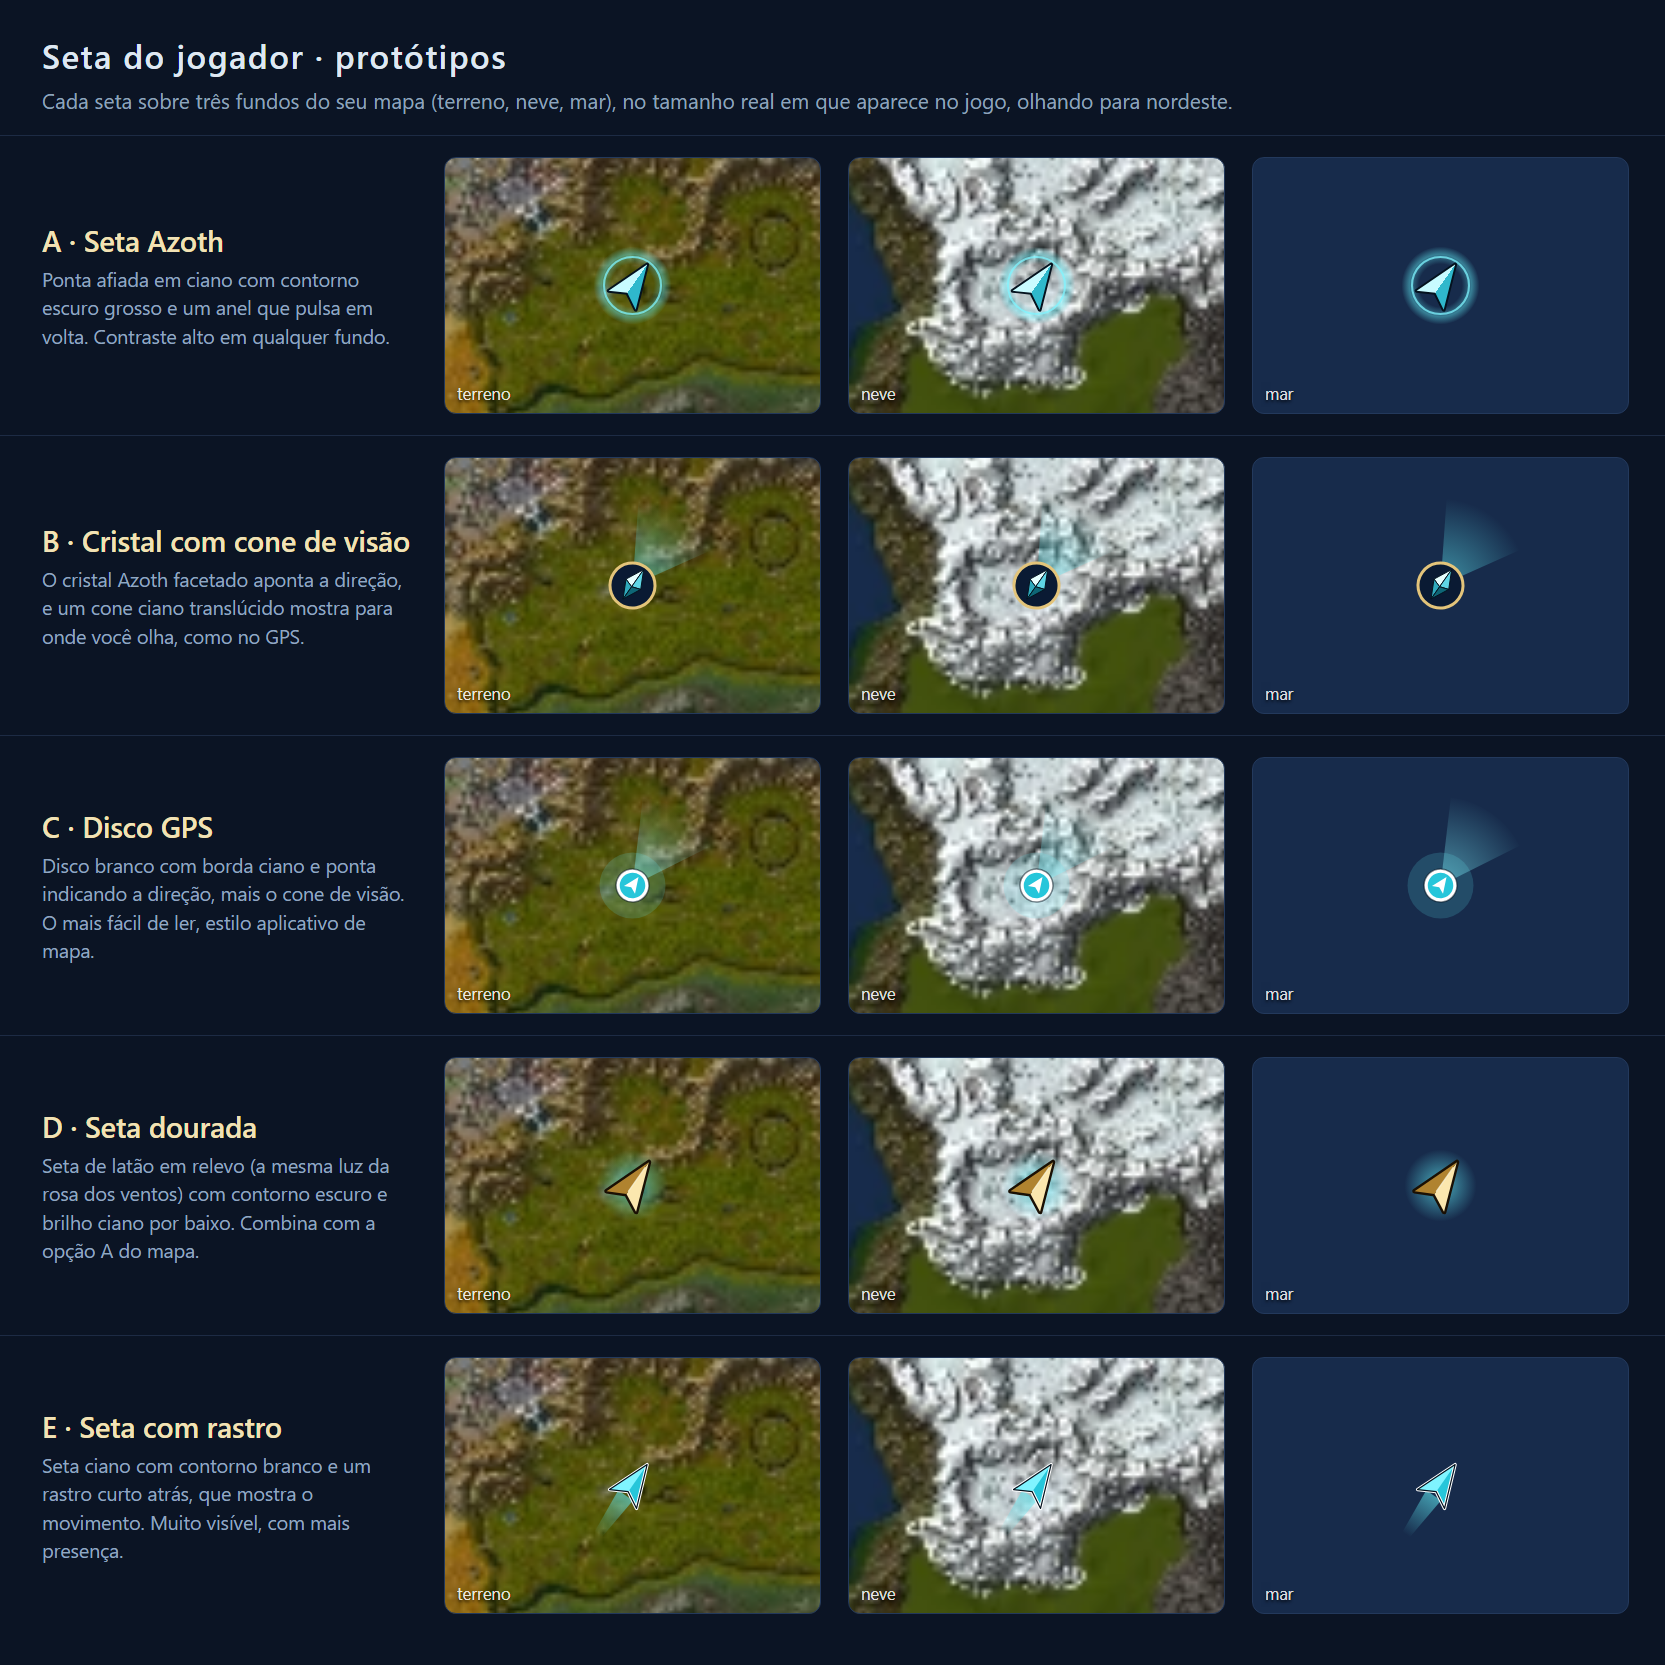 Seta do jogador · protótipos
Cada seta sobre três fundos do seu mapa (terreno, neve, mar), no tamanho real em que aparece no jogo, olhando para nordeste.
A · Seta Azoth
Ponta afiada em ciano com contorno
escuro grosso e um anel que pulsa em
volta. Contraste alto em qualquer fundo.
terreno
neve
mar
B · Cristal com cone de visão
O cristal Azoth facetado aponta a direção,
e um cone ciano translúcido mostra para
onde você olha, como no GPS.
terreno
neve
mar
C · Disco GPS
Disco branco com borda ciano e ponta
indicando a direção, mais o cone de visão.
O mais fácil de ler, estilo aplicativo de
mapa.
terreno
neve
mar
D · Seta dourada
Seta de latão em relevo (a mesma luz da
rosa dos ventos) com contorno escuro e
brilho ciano por baixo. Combina com a
opção A do mapa.
terreno
neve
mar
E · Seta com rastro
Seta ciano com contorno branco e um
rastro curto atrás, que mostra o
movimento. Muito visível, com mais
presença.
terreno
neve
mar